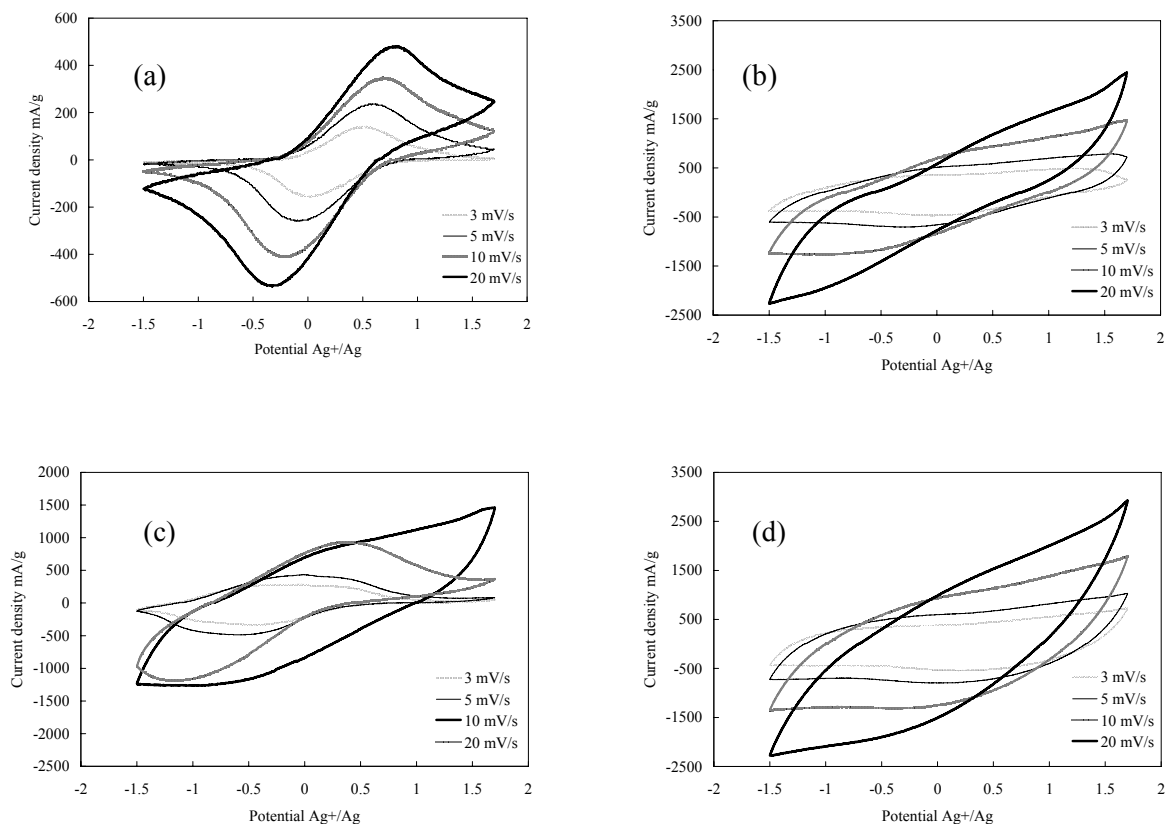 600
400
200
0
-200
-400
-600
-2 -1.5 -1 -0.5 0 0.5 1 1.5 2
Current density mA/g
Potential Ag+/Ag
(a)
3 mV/s
5 mV/s
10 mV/s
20 mV/s
3500
2500
1500
500
-500
-1500
-2500
-2 -1.5 -1 -0.5 0 0.5 1 1.5 2
Current density mA/g
Potential Ag+/Ag
(b)
3 mV/s
5 mV/s
10 mV/s
20 mV/s
2000
1500
1000
500
0
-500
-1000
-1500
-2000
-2500
-2 -1.5 -1 -0.5 0 0.5 1 1.5 2
Current density mA/g
Potential Ag+/Ag
(c)
3 mV/s
5 mV/s
10 mV/s
20 mV/s
3500
2500
1500
500
-500
-1500
-2500
-2 -1.5 -1 -0.5 0 0.5 1 1.5 2
Current density mA/g
Potential Ag+/Ag
(d)
3 mV/s
5 mV/s
10 mV/s
20 mV/s